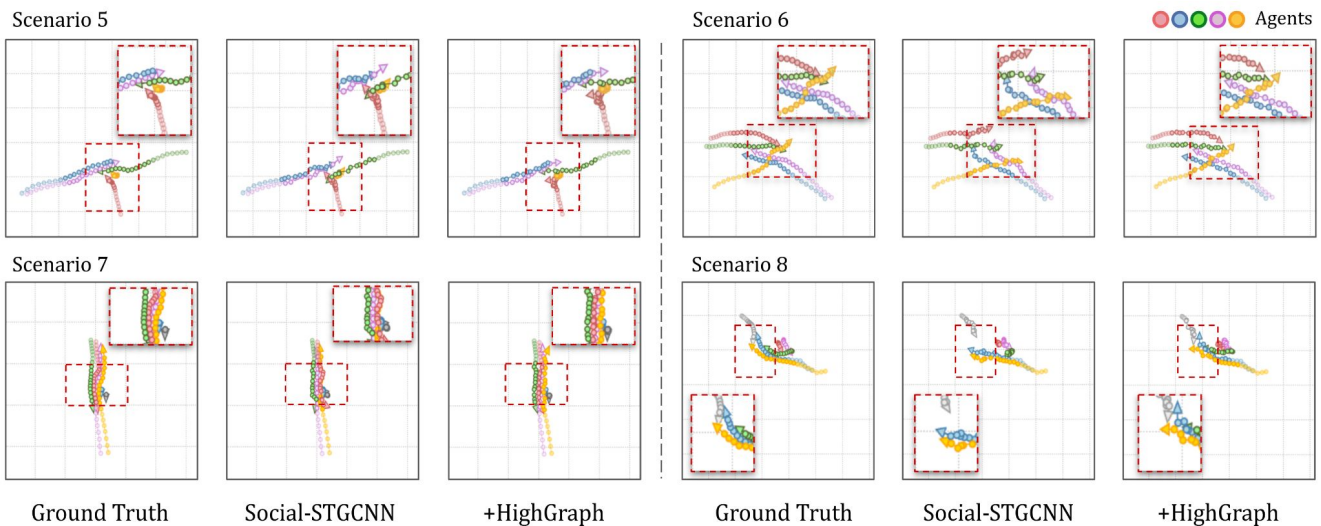 Scenario 5
Scenario 6
Agents
Scenario 7
Scenario 8
Ground Truth
Social-STGCNN
+HighGraph
Ground Truth
Social-STGCNN
+HighGraph